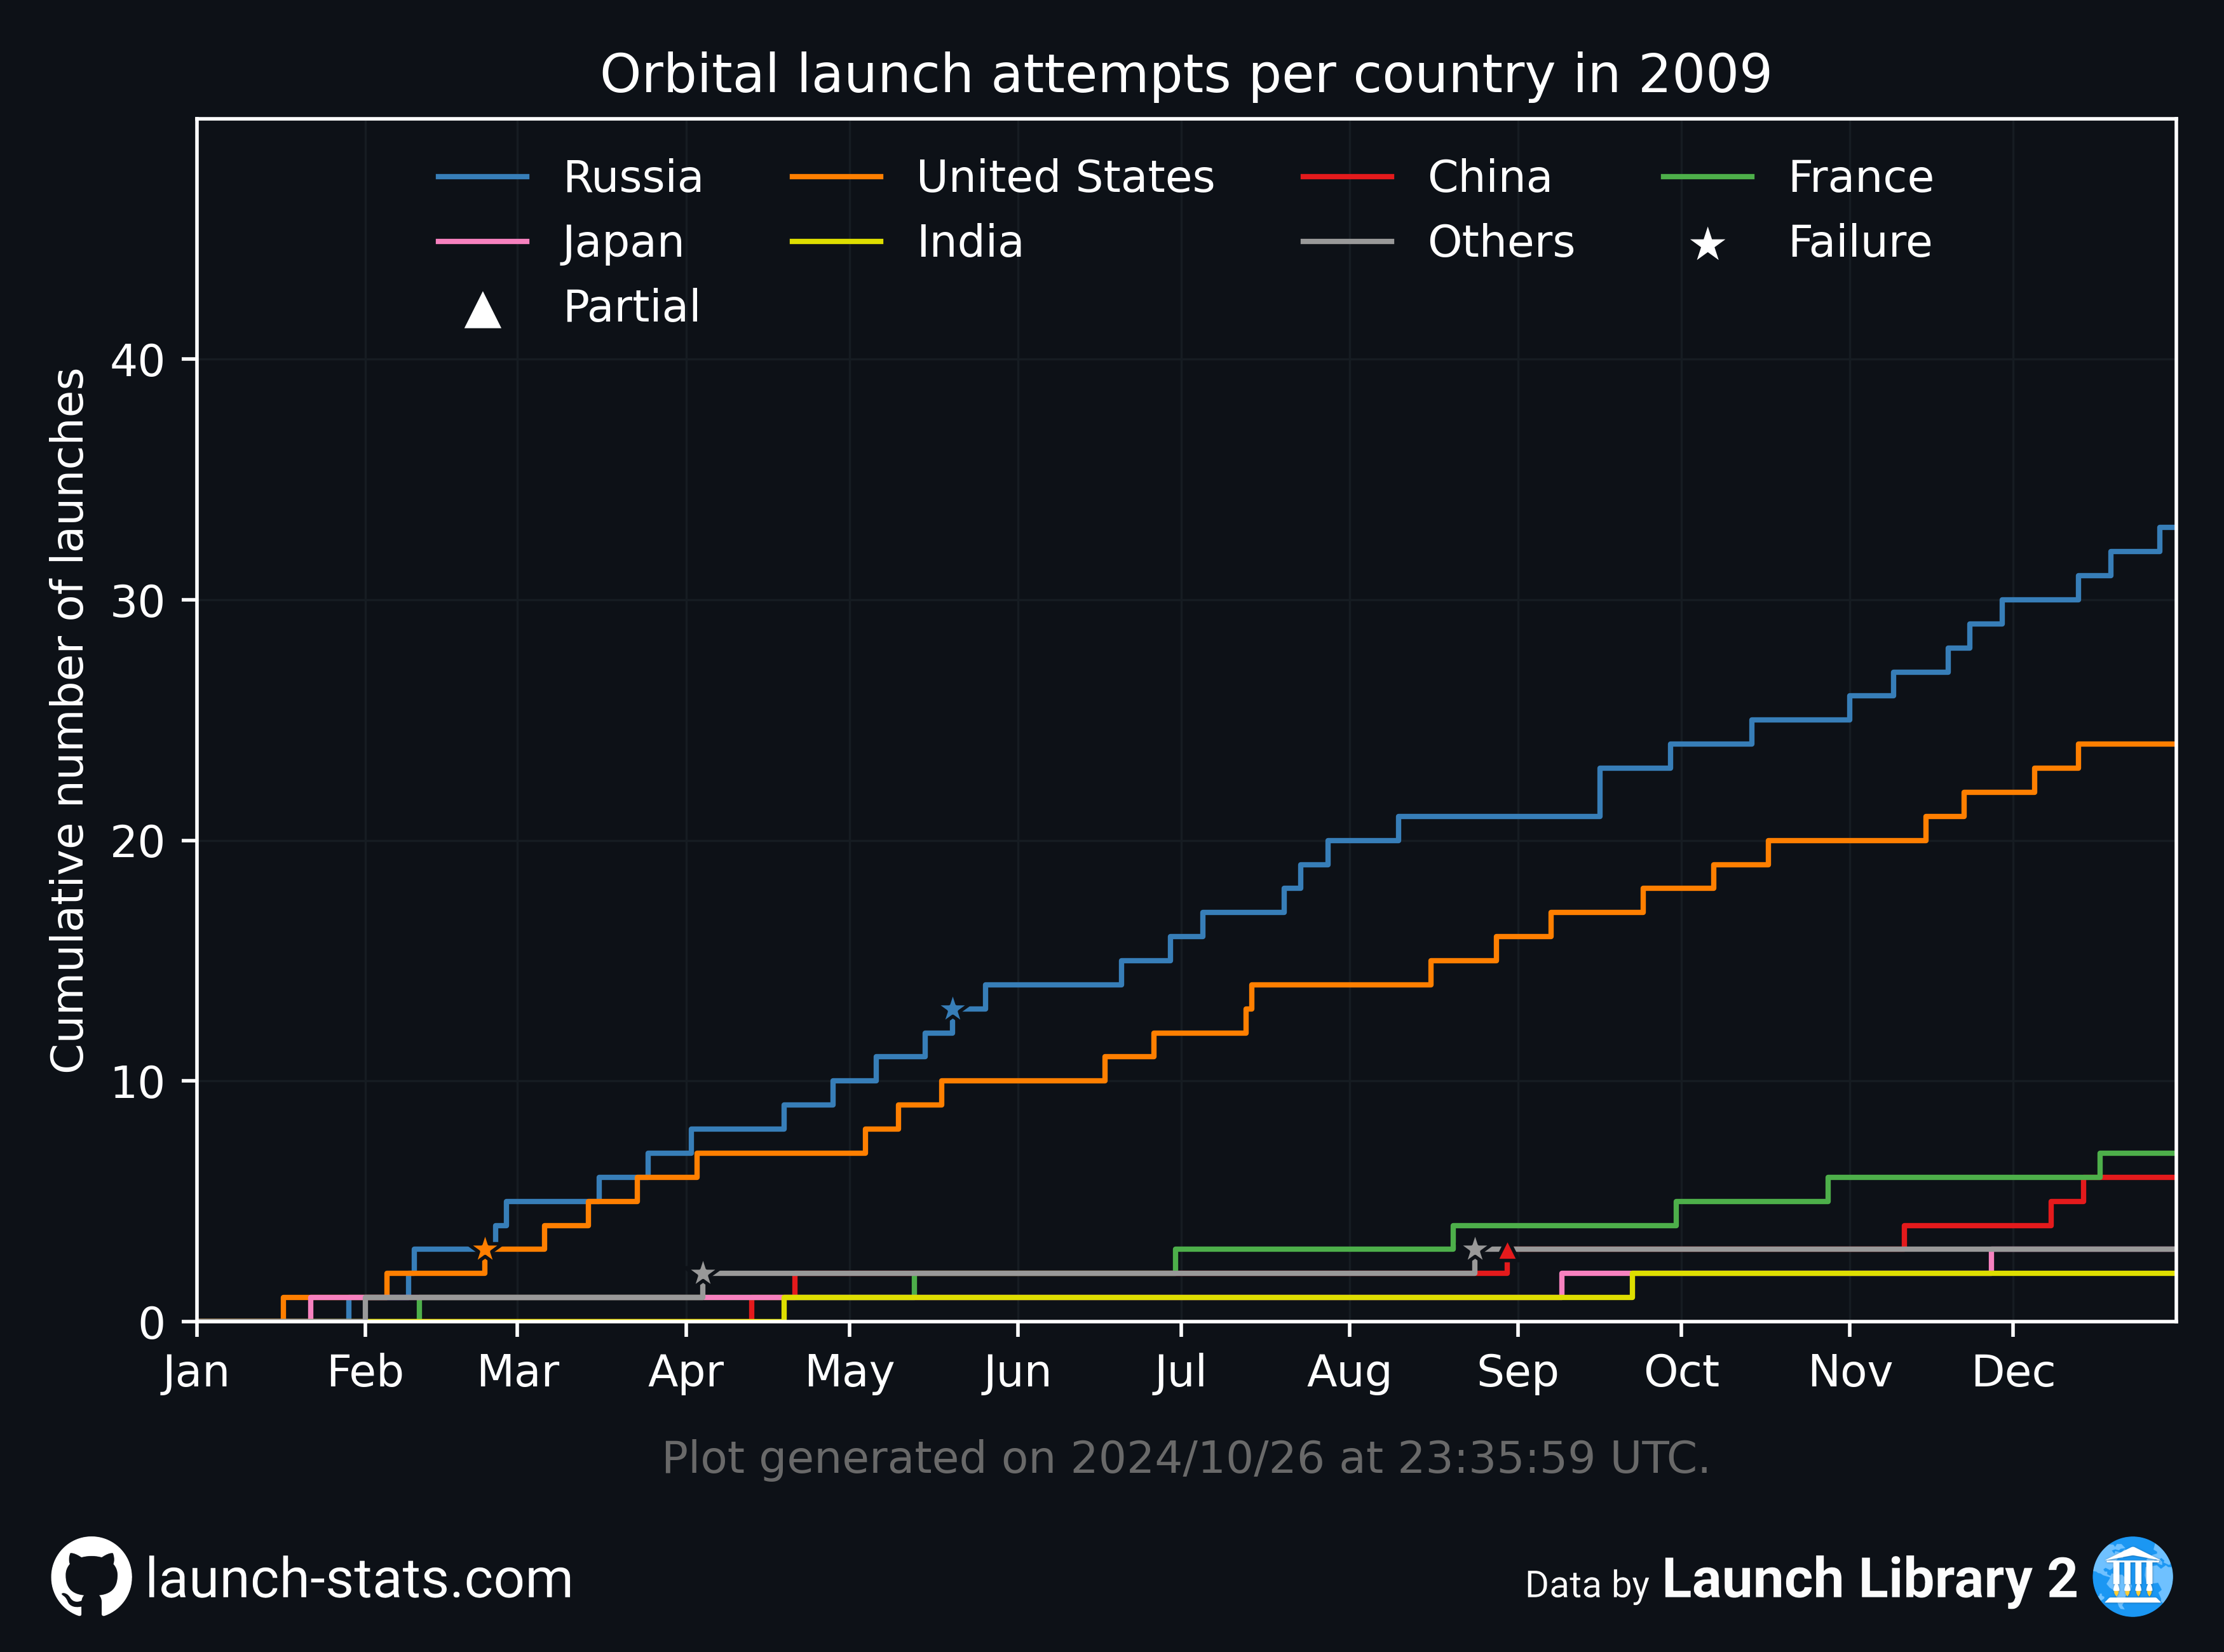 Orbital launch attempts per country in 2009
Russia United States China France
Japan India Others Failure
Partial
Cumulative number of launches
40
30
20
10
0
Jan Feb Mar Apr May Jun Jul Aug Sep Oct Nov Dec
Plot generated on 2024/10/26 at 23:35:59 UTC.
launch-stats.com
Data by Launch Library 2